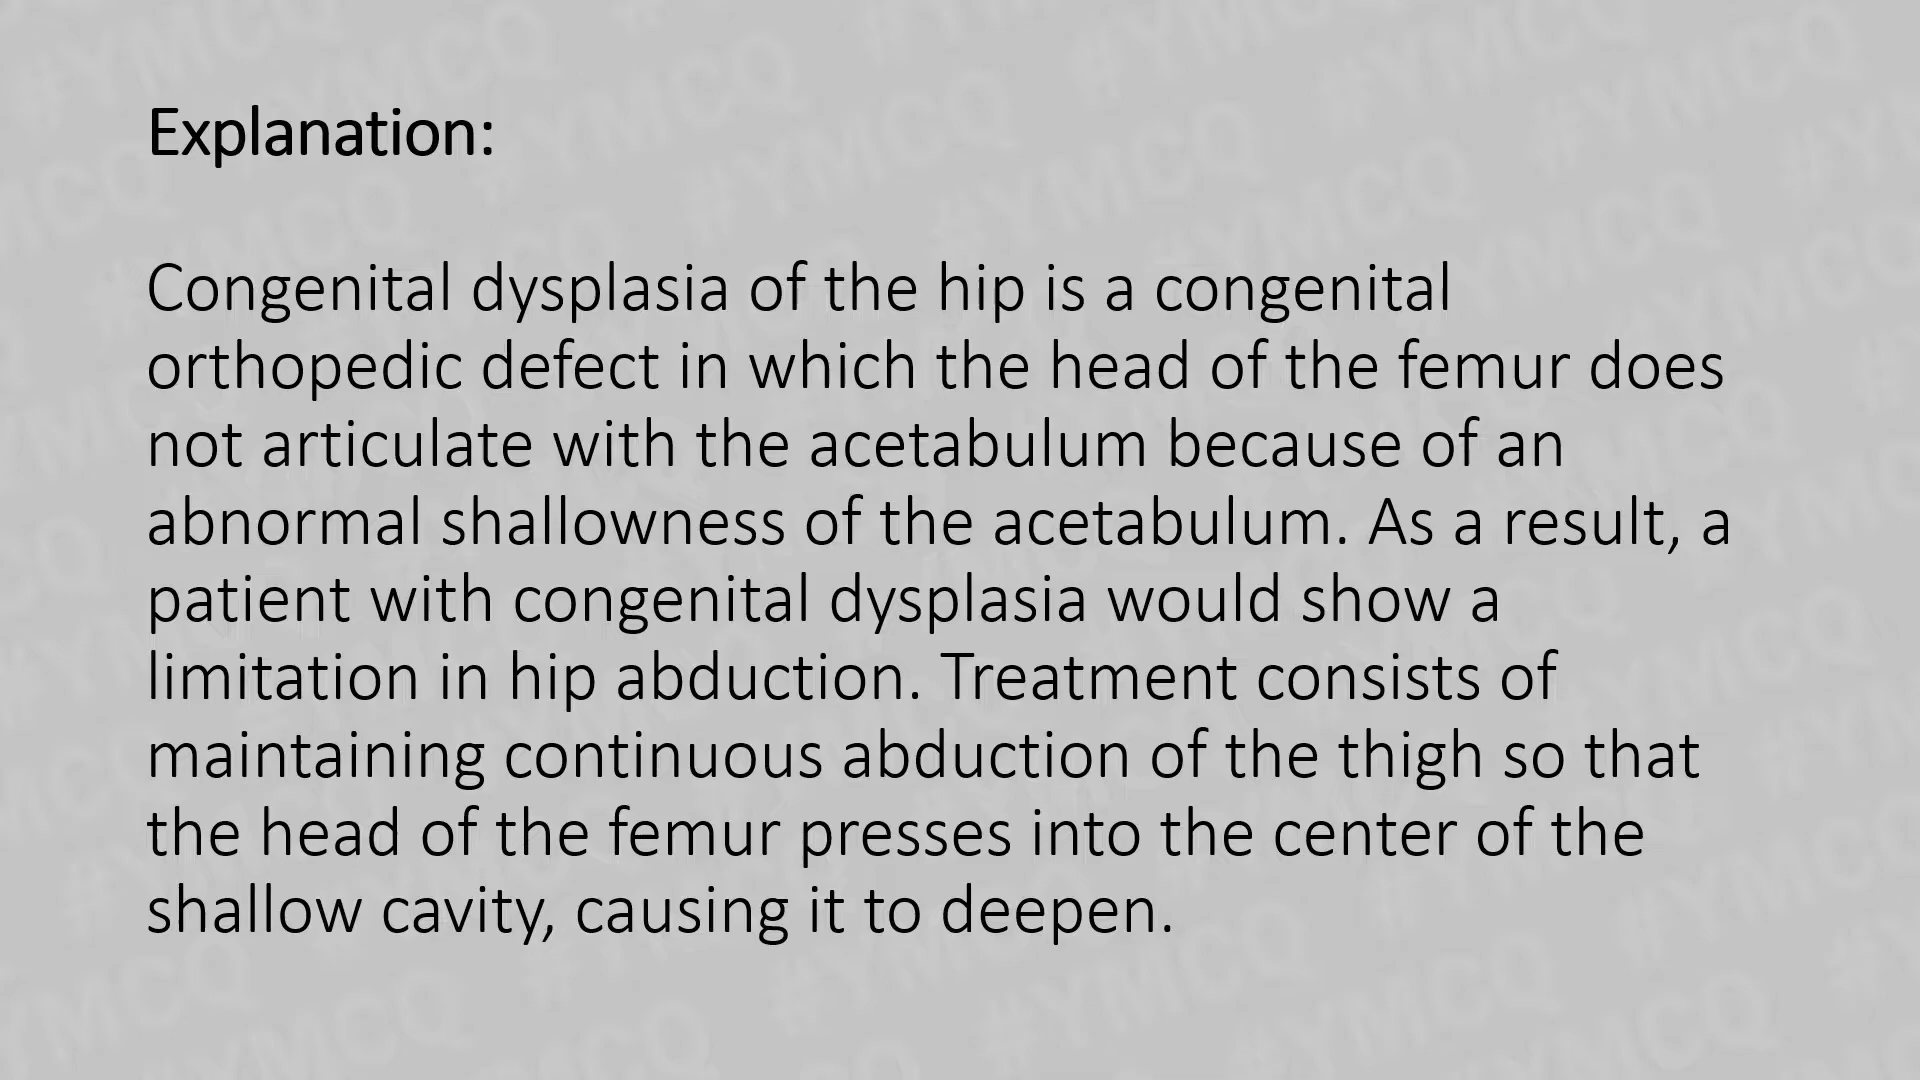 Explanation:
Congenital dysplasia of the hip is a congenital
orthopedic defect in which the head of the femur does
not articulate with the acetabulum because of an
abnormal shallowness of the acetabulum. As a result, a
patient with congenital dysplasia would show a
limitation in hip abduction. Treatment consists of
maintaining continuous abduction of the thigh so that
the head of the femur presses into the center of the
shallow cavity, causing it to deepen.